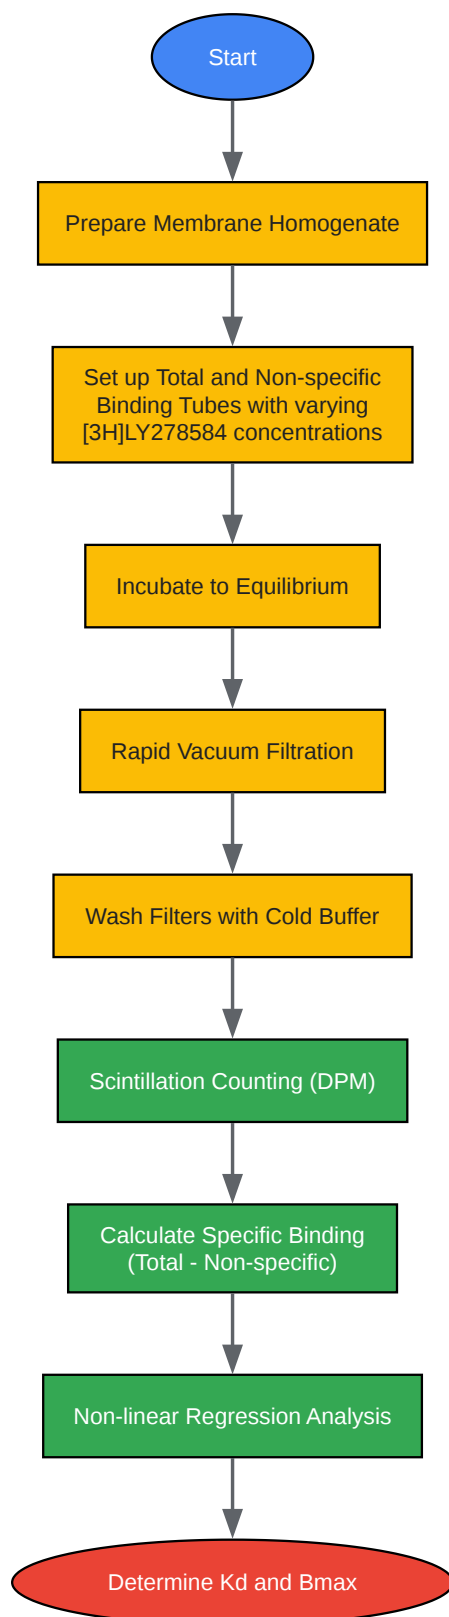 Start
Prepare Membrane Homogenate
Set up Total and Non-specific
Binding Tubes with varying
[3H]LY278584 concentrations
Incubate to Equilibrium
Rapid Vacuum Filtration
Wash Filters with Cold Buffer
Scintillation Counting (DPM)
Calculate Specific Binding
(Total - Non-specific)
Non-linear Regression Analysis
Determine Kd and Bmax